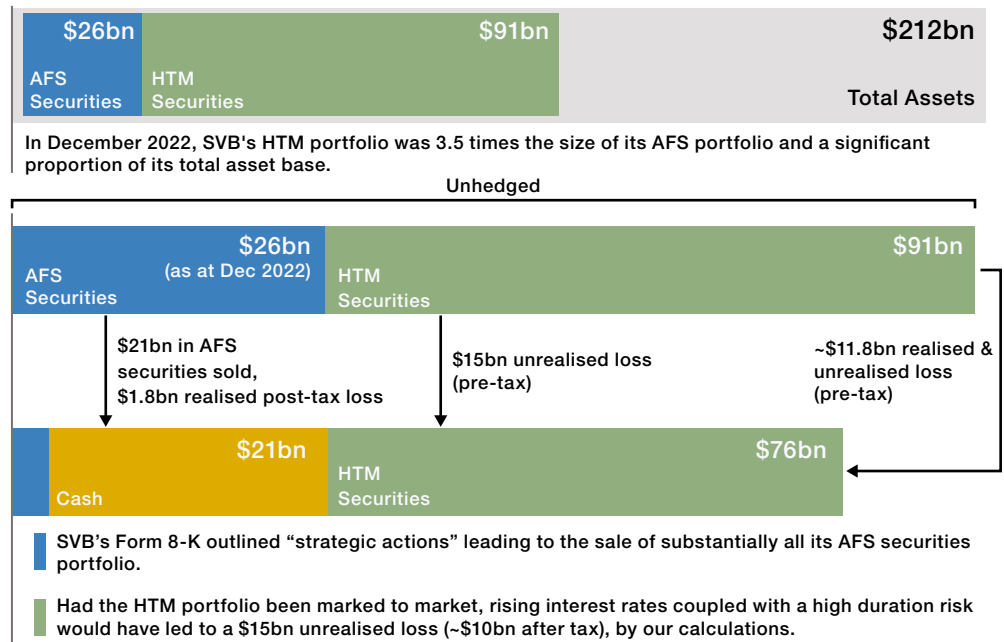 $26bn
$91bn
$212bn
AFS
Securities
HTM
Securities
Total Assets
In December 2022, SVB's HTM portfolio was 3.5 times the size of its AFS portfolio and a significant
proportion of its total asset base.
Unhedged
$26bn
(as at Dec 2022)
$91bn
AFS
Securities
HTM
Securities
$21bn in AFS
securities sold,
$1.8bn realised post-tax loss
$15bn unrealised loss
(pre-tax)
~$11.8bn realised &
unrealised loss
(pre-tax)
$21bn
$76bn
Cash
HTM
Securities
SVB’s Form 8-K outlined “strategic actions” leading to the sale of substantially all its AFS securities
portfolio.
Had the HTM portfolio been marked to market, rising interest rates coupled with a high duration risk
would have led to a $15bn unrealised loss (~$10bn after tax), by our calculations.